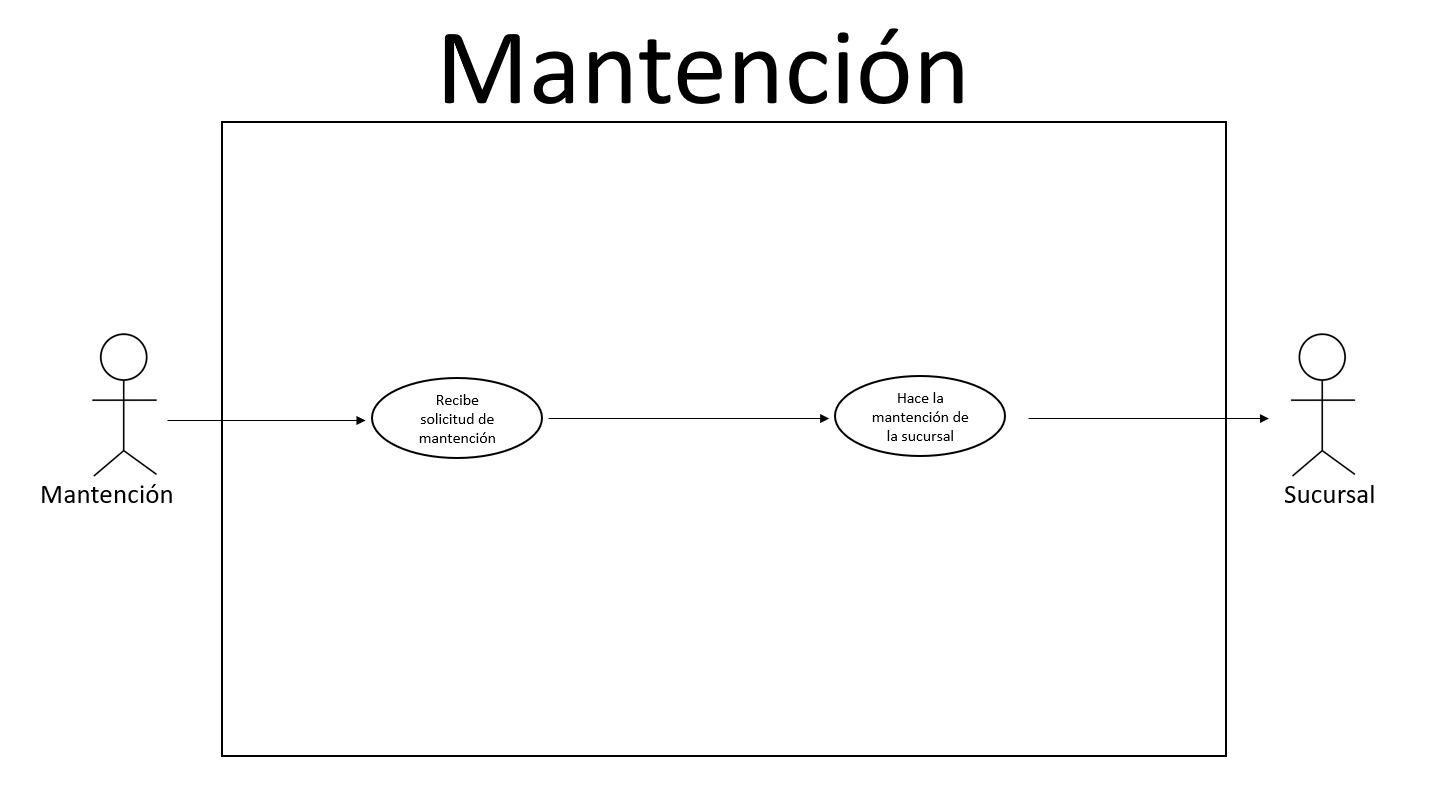 Mantención
Recibe
solicitud de
mantención
Hace la
mantención de
la sucursal
Mantención
Sucursal